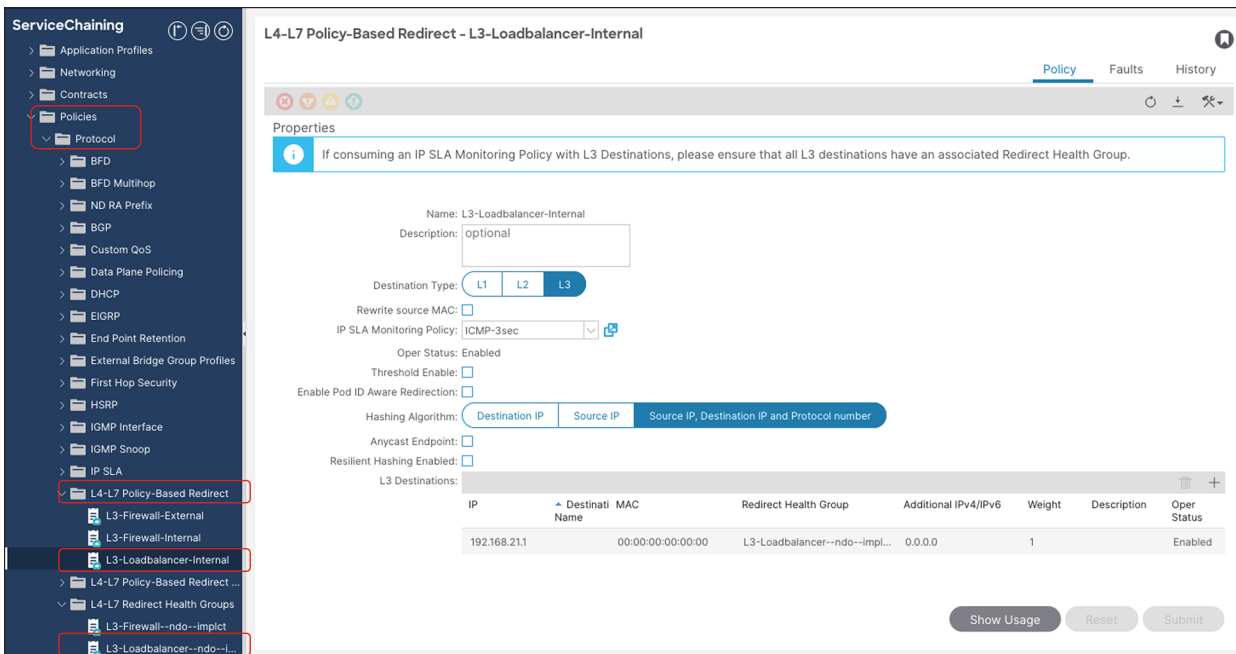 ServiceChaining
Application Profiles
Networking
Contracts
Policies
Protocol
BFD
BFD Multihop
ND RA Prefix
BGP
Custom QoS
Data Plane Policing
DHCP
EIGRP
End Point Retention
External Bridge Group Profiles
First Hop Security
HSRP
IGMP Interface
IGMP Snoop
IP SLA
L4-L7 Policy-Based Redirect
L3-Firewall-External
L3-Firewall-Internal
L3-Loadbalancer-Internal
L4-L7 Policy-Based Redirect ...
L4-L7 Redirect Health Groups
L3-Firewall--ndo--implct
L3-Loadbalancer--ndo--i...
L4-L7 Policy-Based Redirect - L3-Loadbalancer-Internal
Policy Faults History
Properties
If consuming an IP SLA Monitoring Policy with L3 Destinations, please ensure that all L3 destinations have an associated Redirect Health Group.
Name: L3-Loadbalancer-Internal
Description: optional
Destination Type: L1 L2 L3
Rewrite source MAC:
IP SLA Monitoring Policy: ICMP-3sec
Oper Status: Enabled
Threshold Enable:
Enable Pod ID Aware Redirection:
Hashing Algorithm: Destination IP Source IP Source IP, Destination IP and Protocol number
Anycast Endpoint:
Resilient Hashing Enabled:
L3 Destinations:
IP Destinati MAC Redirect Health Group Additional IPv4/IPv6 Weight Description Oper
Name Status
192.168.21.1 00:00:00:00:00:00 L3-Loadbalancer--ndo--impl... 0.0.0.0 1 Enabled
Show Usage Reset Submit